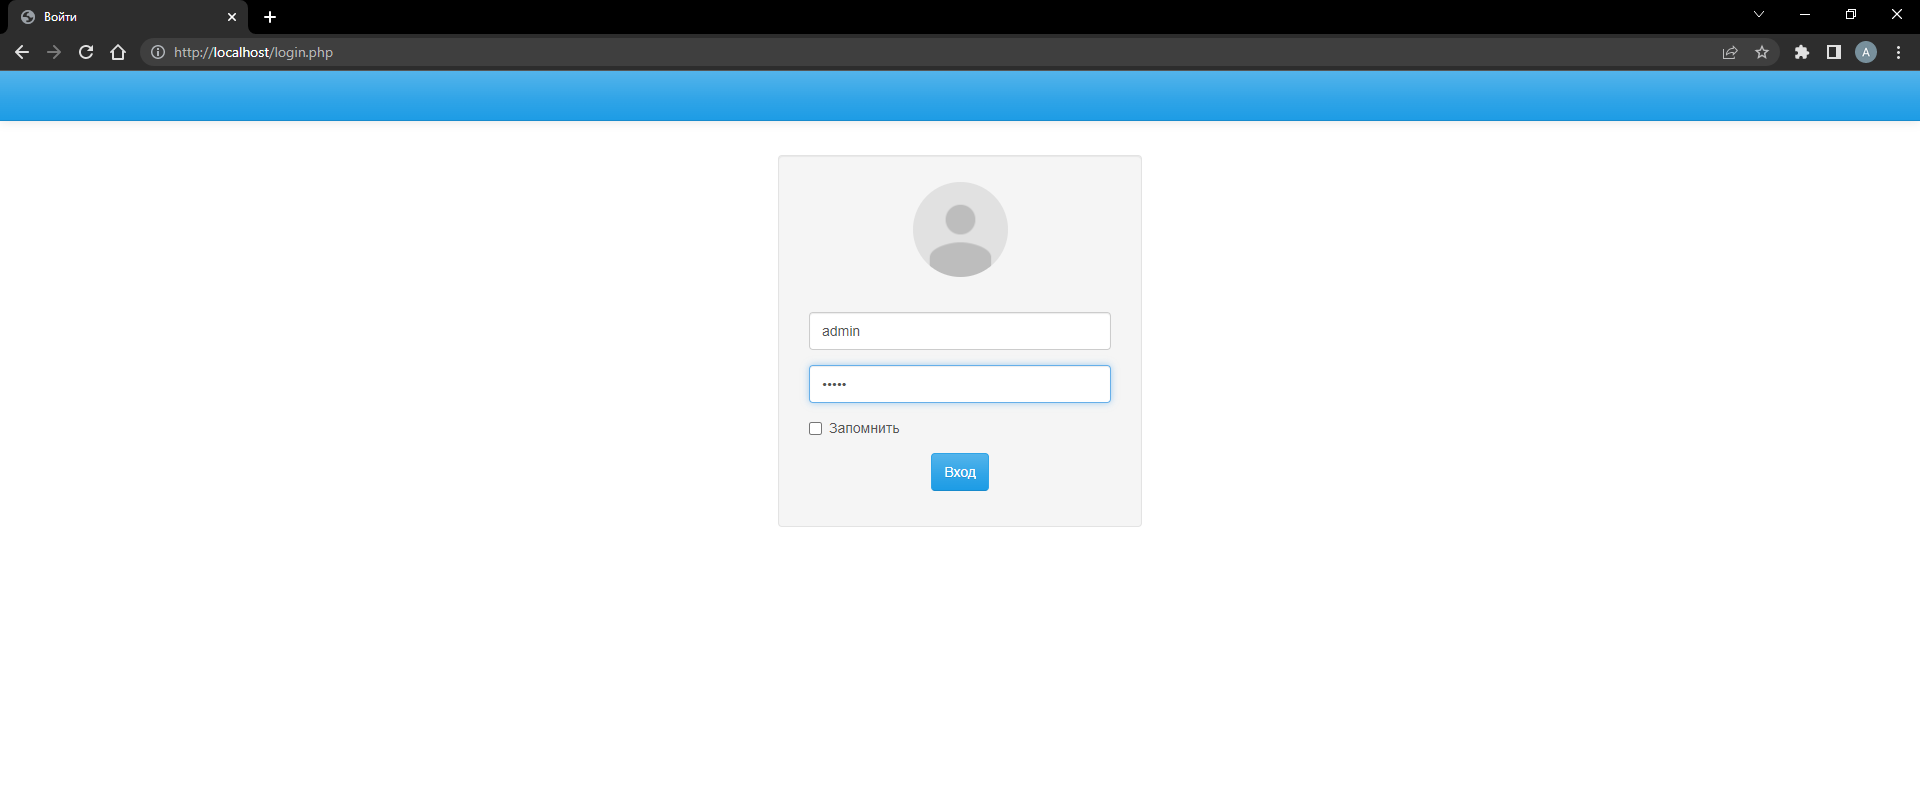 Войти
http://localhost/login.php
A
admin
•••••
Запомнить
Вход